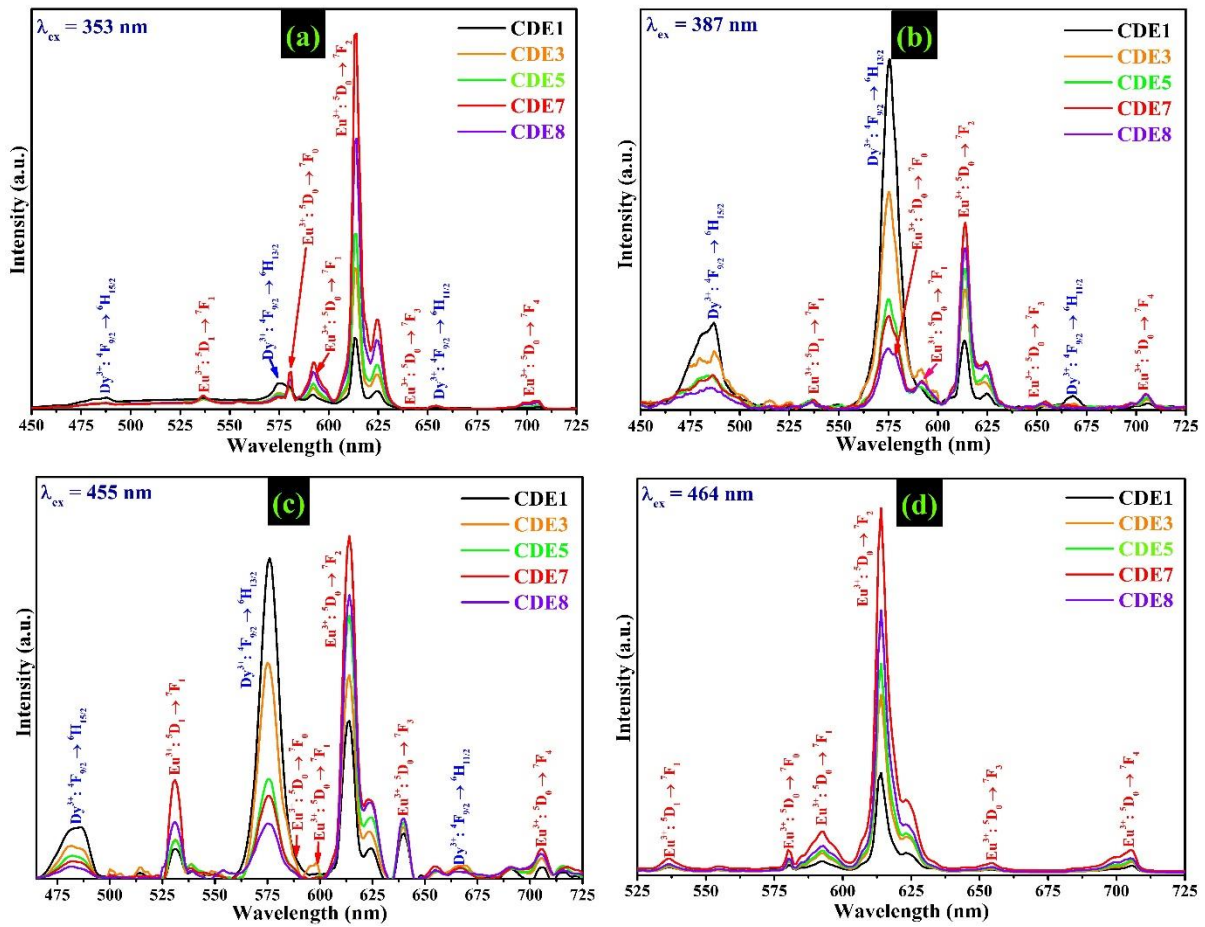 λex = 353 nm
(a)
CDE1
CDE3
CDE5
CDE7
CDE8
Dy³⁺: ⁴F₉/₂ → ⁶H₁₅/₂
Eu³⁺: ⁵D₁ → ⁷F₁
Dy³⁺: ⁴F₉/₂ → ⁶H₁₃/₂
Eu³⁺: ⁵D₀ → ⁷F₀
Eu³⁺: ⁵D₀ → ⁷F₁
Eu³⁺: ⁵D₀ → ⁷F₂
Eu³⁺: ⁵D₀ → ⁷F₃
Dy³⁺: ⁴F₉/₂ → ⁶H₁₁/₂
Eu³⁺: ⁵D₀ → ⁷F₄
Intensity (a.u.)
450 475 500 525 550 575 600 625 650 675 700 725
Wavelength (nm)
λex = 387 nm
(b)
CDE1
CDE3
CDE5
CDE7
CDE8
Dy³⁺: ⁴F₉/₂ → ⁶H₁₅/₂
Eu³⁺: ⁵D₁ → ⁷F₁
Dy³⁺: ⁴F₉/₂ → ⁶H₁₃/₂
Eu³⁺: ⁵D₀ → ⁷F₀
Eu³⁺: ⁵D₀ → ⁷F₁
Eu³⁺: ⁵D₀ → ⁷F₂
Eu³⁺: ⁵D₀ → ⁷F₃
Dy³⁺: ⁴F₉/₂ → ⁶H₁₁/₂
Eu³⁺: ⁵D₀ → ⁷F₄
Intensity (a.u.)
450 475 500 525 550 575 600 625 650 675 700 725
Wavelength (nm)
λex = 455 nm
(c)
CDE1
CDE3
CDE5
CDE7
CDE8
Dy³⁺: ⁴F₉/₂ → ⁶H₁₅/₂
Eu³⁺: ⁵D₁ → ⁷F₁
Dy³⁺: ⁴F₉/₂ → ⁶H₁₃/₂
Eu³⁺: ⁵D₀ → ⁷F₀
Eu³⁺: ⁵D₀ → ⁷F₁
Eu³⁺: ⁵D₀ → ⁷F₂
Eu³⁺: ⁵D₀ → ⁷F₃
Dy³⁺: ⁴F₉/₂ → ⁶H₁₁/₂
Eu³⁺: ⁵D₀ → ⁷F₄
Intensity (a.u.)
475 500 525 550 575 600 625 650 675 700 725
Wavelength (nm)
λex = 464 nm
(d)
CDE1
CDE3
CDE5
CDE7
CDE8
Eu³⁺: ⁵D₁ → ⁷F₁
Eu³⁺: ⁵D₀ → ⁷F₀
Eu³⁺: ⁵D₀ → ⁷F₁
Eu³⁺: ⁵D₀ → ⁷F₂
Eu³⁺: ⁵D₀ → ⁷F₃
Eu³⁺: ⁵D₀ → ⁷F₄
Intensity (a.u.)
525 550 575 600 625 650 675 700 725
Wavelength (nm)